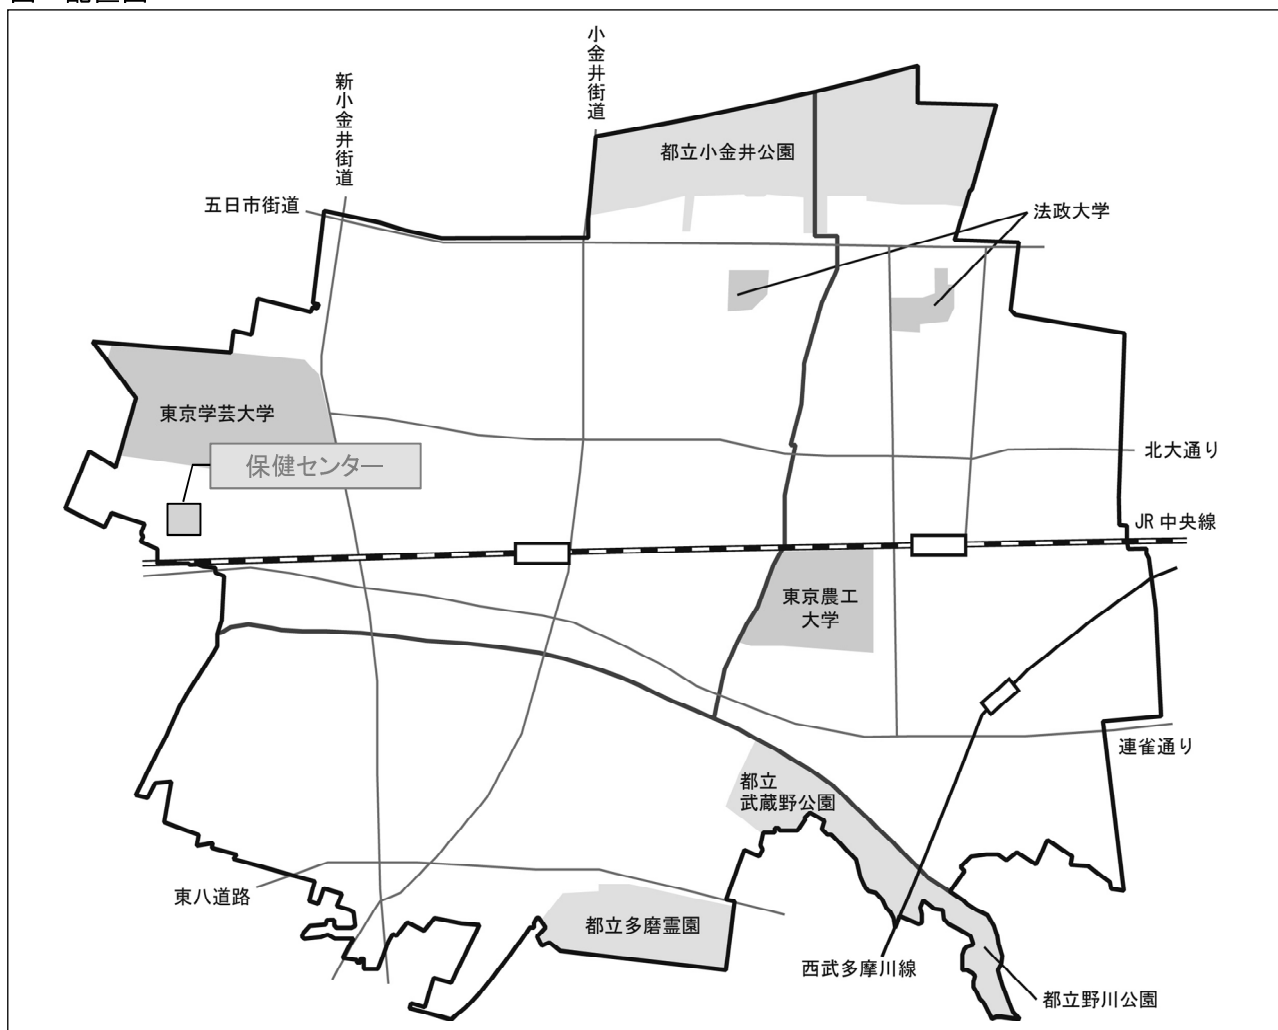 小金井街道
新小金井街道
都立小金井公園
五日市街道
法政大学
東京学芸大学
北大通り
保健センター
JR 中央線
東京農工
大学
連雀通り
都立
武蔵野公園
東八道路
都立多磨霊園
西武多摩川線
都立野川公園